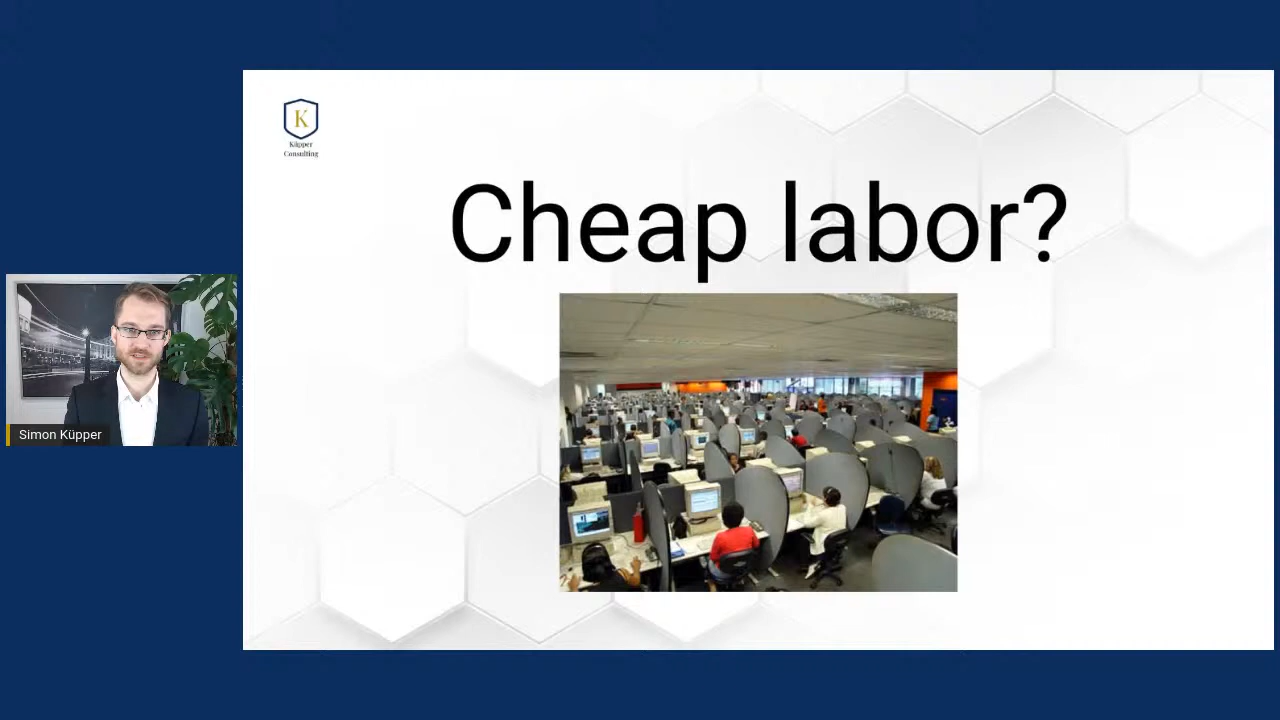 K
Küpper
Consulting
Cheap labor?
Simon Küpper